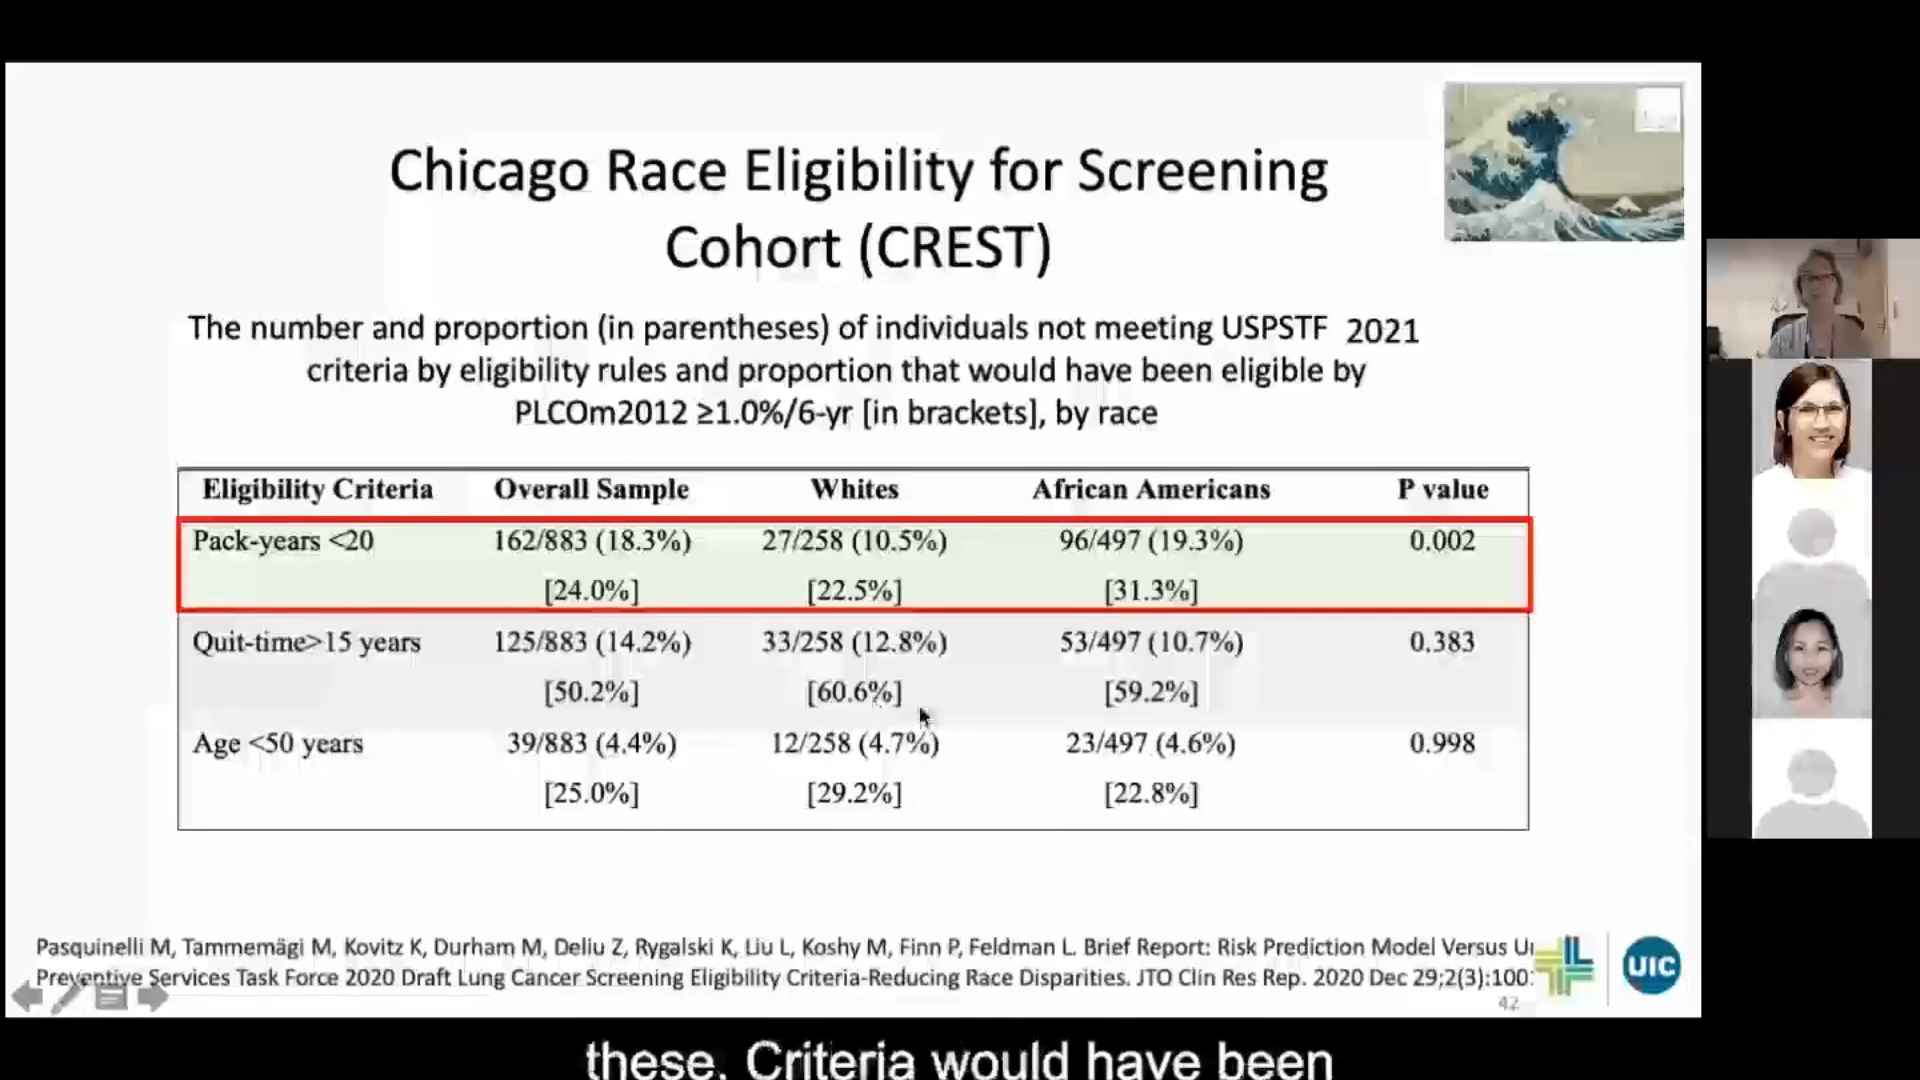 Chicago Race Eligibility for Screening
Cohort (CREST)
The number and proportion (in parentheses) of individuals not meeting USPSTF 2021
criteria by eligibility rules and proportion that would have been eligible by
PLCOm2012 ≥1.0%/6-yr [in brackets], by race
Eligibility Criteria Overall Sample Whites African Americans P value
Pack-years <20 162/883 (18.3%) 27/258 (10.5%) 96/497 (19.3%) 0.002
[24.0%] [22.5%] [31.3%]
Quit-time>15 years 125/883 (14.2%) 33/258 (12.8%) 53/497 (10.7%) 0.383
[50.2%] [60.6%] [59.2%]
Age <50 years 39/883 (4.4%) 12/258 (4.7%) 23/497 (4.6%) 0.998
[25.0%] [29.2%] [22.8%]
Pasquinelli M, Tammemägi M, Kovitz K, Durham M, Deliu Z, Rygalski K, Liu L, Koshy M, Finn P, Feldman L. Brief Report: Risk Prediction Model Versus
Preventive Services Task Force 2020 Draft Lung Cancer Screening Eligibility Criteria-Reducing Race Disparities. JTO Clin Res Rep. 2020 Dec 29;2(3):100
UIC
42
these. Criteria would have been